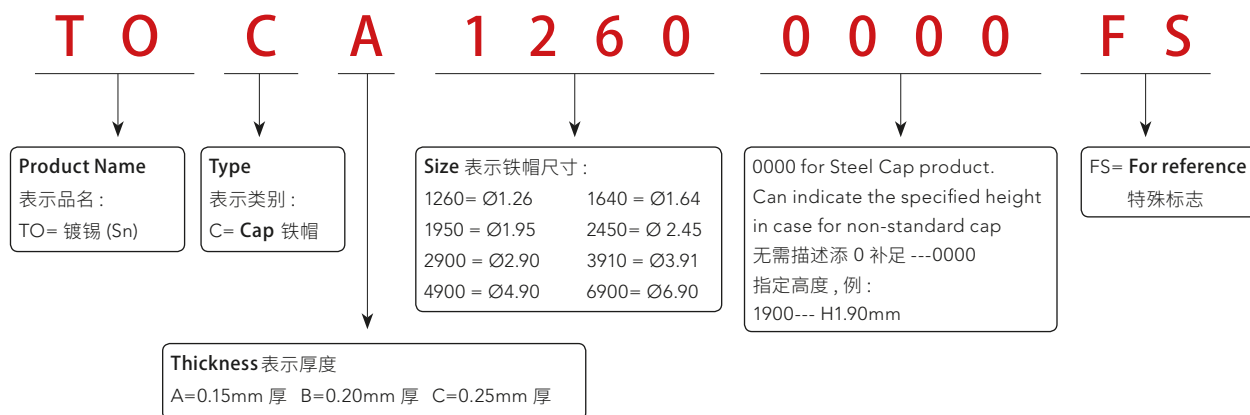 T O C A 1 2 6 0 0 0 0 0 F S
Product Name
表示品名 :
TO= 镀锡 (Sn)
Type
表示类别 :
C= Cap 铁帽
Size 表示铁帽尺寸 :
1260= Ø1.26 1640 = Ø1.64
1950 = Ø1.95 2450= Ø 2.45
2900 = Ø2.90 3910 = Ø3.91
4900 = Ø4.90 6900= Ø6.90
0000 for Steel Cap product.
Can indicate the specified height
in case for non-standard cap
无需描述添 0 补足 ---0000
指定高度 , 例 :
1900--- H1.90mm
FS= For reference
特殊标志
Thickness 表示厚度
A=0.15mm 厚 B=0.20mm 厚 C=0.25mm 厚